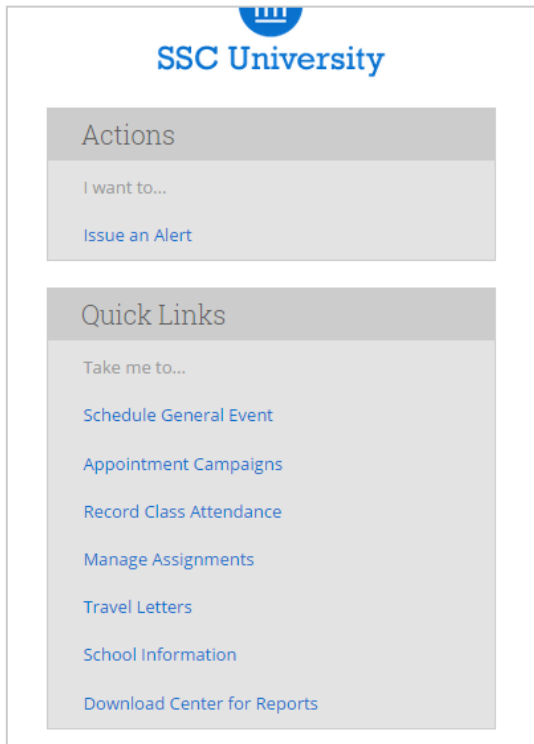 SSC University
Actions
I want to...
Issue an Alert
Quick Links
Take me to...
Schedule General Event
Appointment Campaigns
Record Class Attendance
Manage Assignments
Travel Letters
School Information
Download Center for Reports